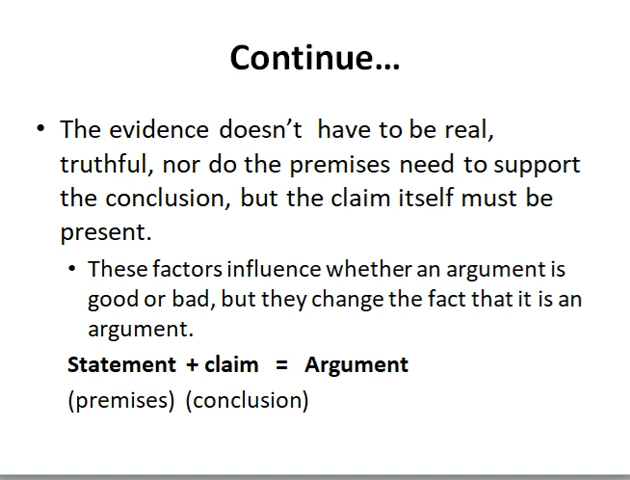 Continue…
• The evidence doesn’t have to be real,
truthful, nor do the premises need to support
the conclusion, but the claim itself must be
present.
• These factors influence whether an argument is
good or bad, but they change the fact that it is an
argument.
Statement + claim = Argument
(premises) (conclusion)